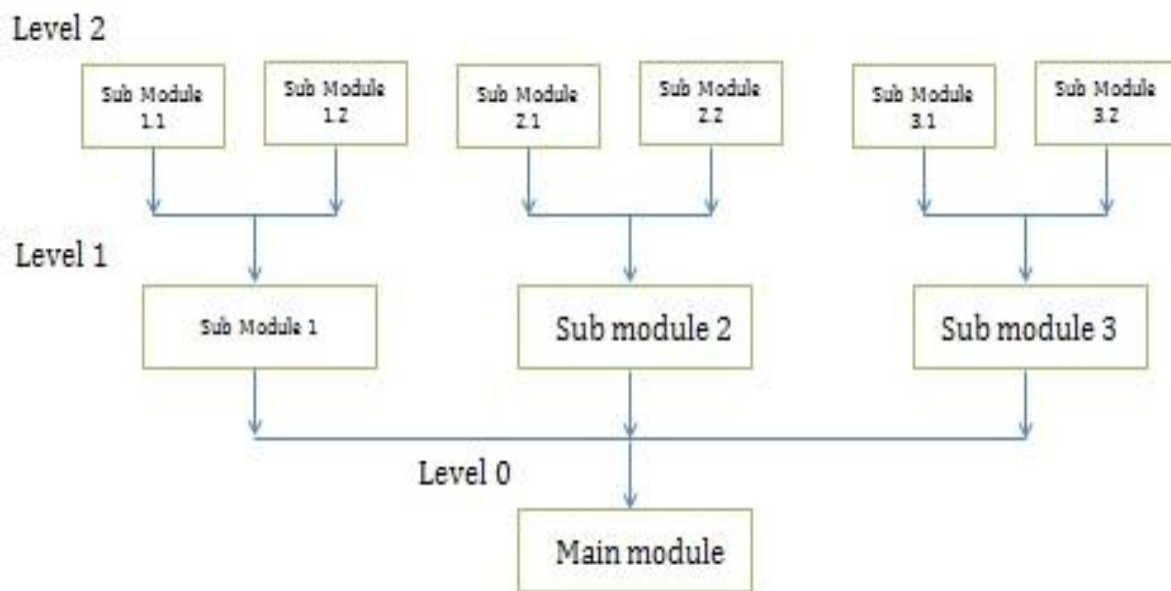 Level 2
Sub Module
1.1
Sub Module
1.2
Sub Module
2.1
Sub Module
2.2
Sub Module
3.1
Sub Module
3.2
Level 1
Sub Module 1
Sub module 2
Sub module 3
Level 0
Main module